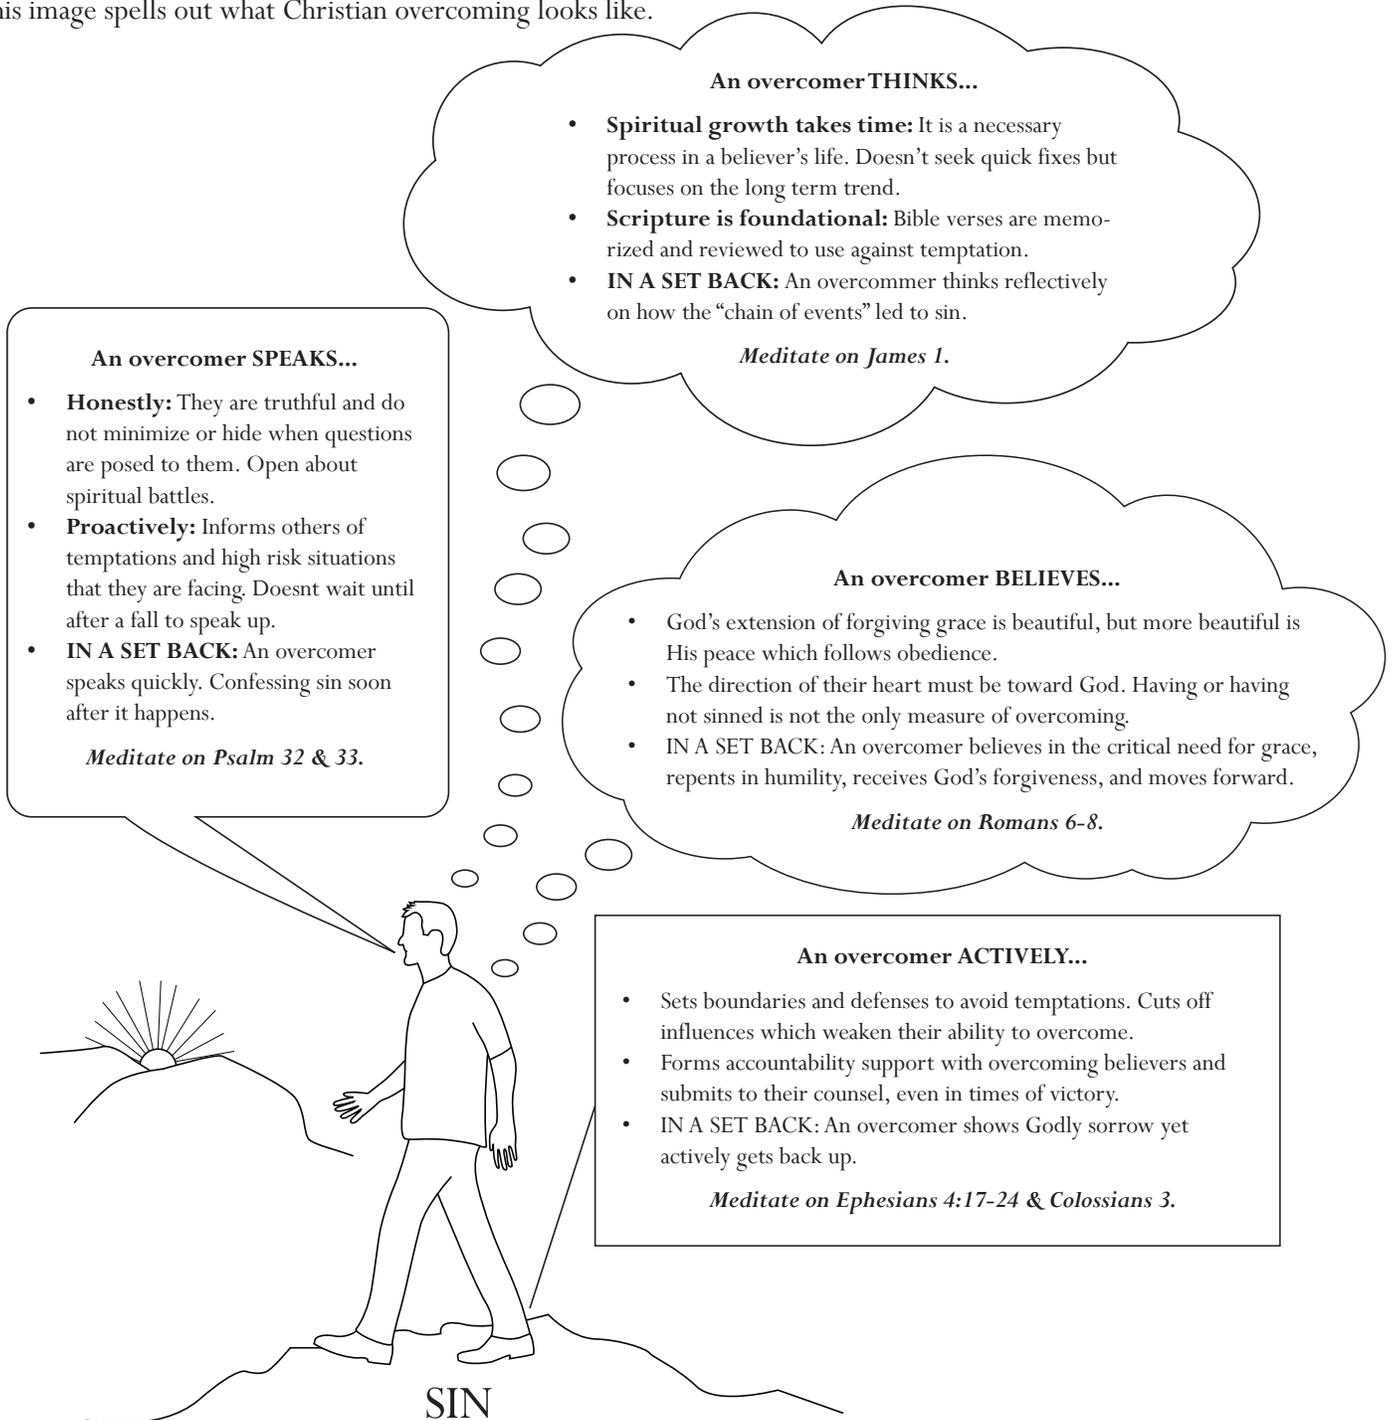 his image spells out what Christian overcoming looks like.
An overcomer THINKS...
• Spiritual growth takes time: It is a necessary
process in a believer’s life. Doesn’t seek quick fixes but
focuses on the long term trend.
• Scripture is foundational: Bible verses are memo-
rized and reviewed to use against temptation.
• IN A SET BACK: An overcommer thinks reflectively
on how the “chain of events” led to sin.
Meditate on James 1.
An overcomer SPEAKS...
• Honestly: They are truthful and do
not minimize or hide when questions
are posed to them. Open about
spiritual battles.
• Proactively: Informs others of
temptations and high risk situations
that they are facing. Doesnt wait until
after a fall to speak up.
• IN A SET BACK: An overcomer
speaks quickly. Confessing sin soon
after it happens.
Meditate on Psalm 32 & 33.
An overcomer BELIEVES...
• God’s extension of forgiving grace is beautiful, but more beautiful is
His peace which follows obedience.
• The direction of their heart must be toward God. Having or having
not sinned is not the only measure of overcoming.
• IN A SET BACK: An overcomer believes in the critical need for grace,
repents in humility, receives God’s forgiveness, and moves forward.
Meditate on Romans 6-8.
An overcomer ACTIVELY...
• Sets boundaries and defenses to avoid temptations. Cuts off
influences which weaken their ability to overcome.
• Forms accountability support with overcoming believers and
submits to their counsel, even in times of victory.
• IN A SET BACK: An overcomer shows Godly sorrow yet
actively gets back up.
Meditate on Ephesians 4:17-24 & Colossians 3.
SIN